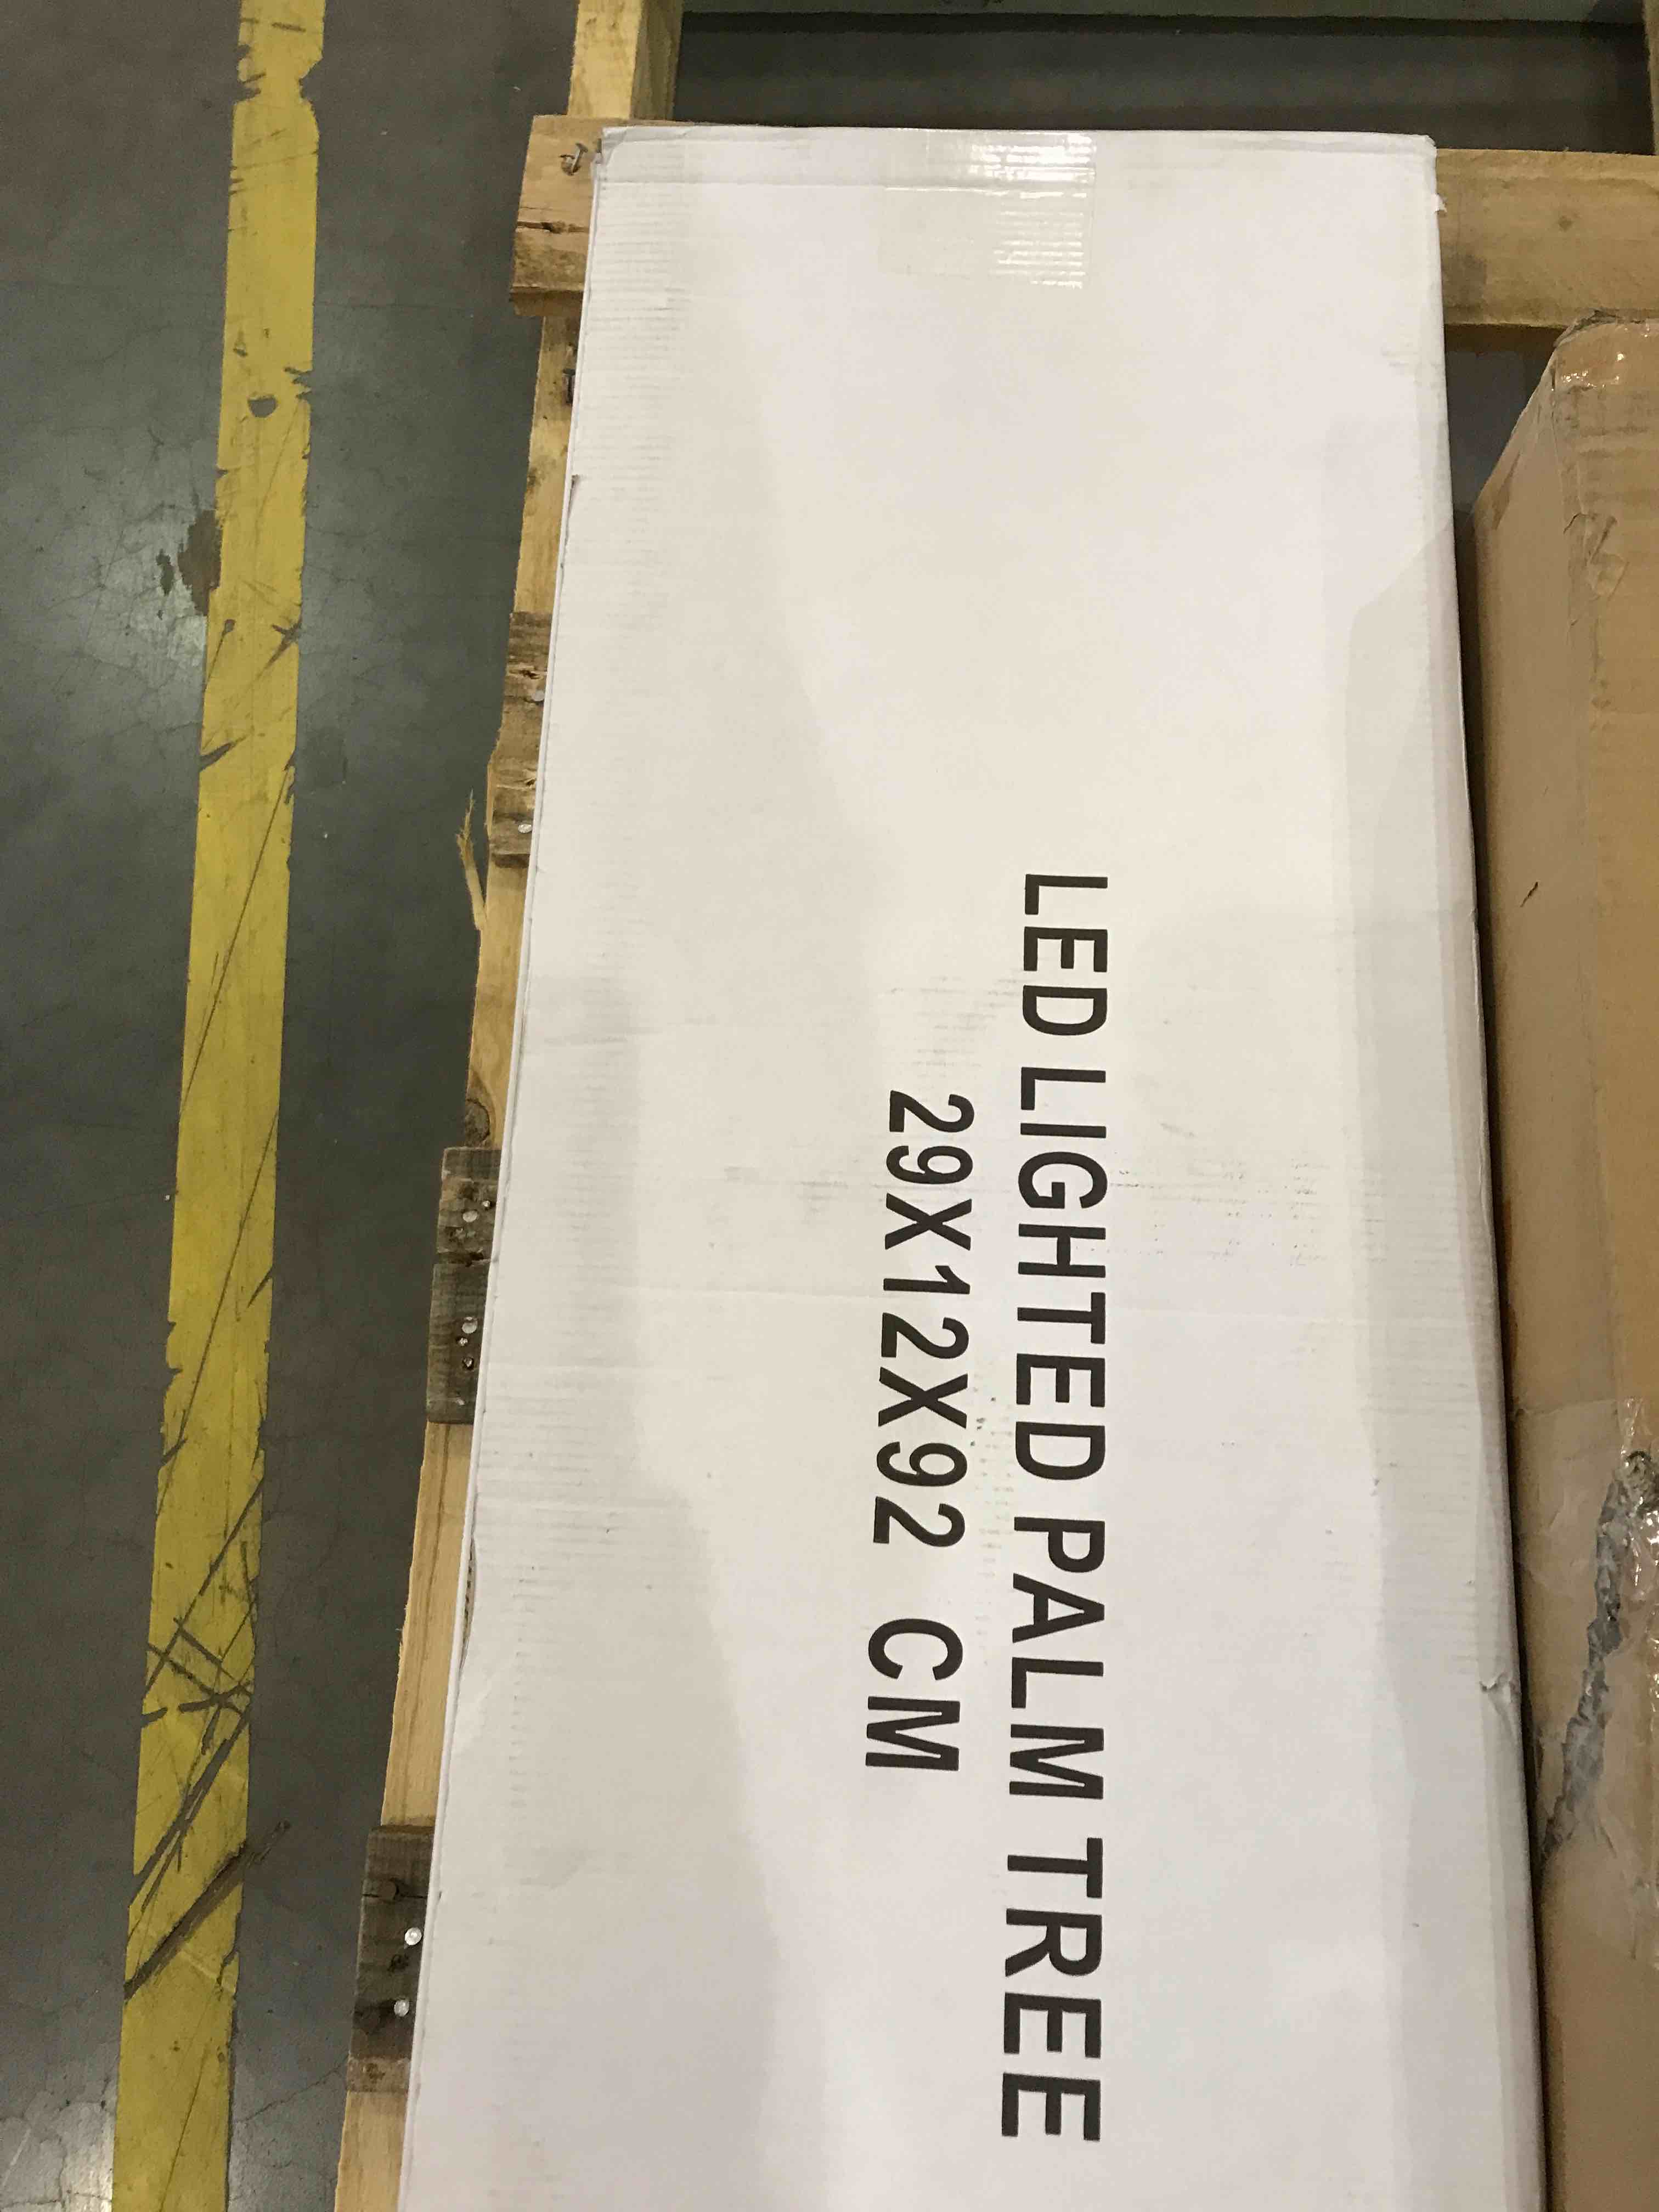 LED LIGHTED PALM TREE
29X12X92 CM